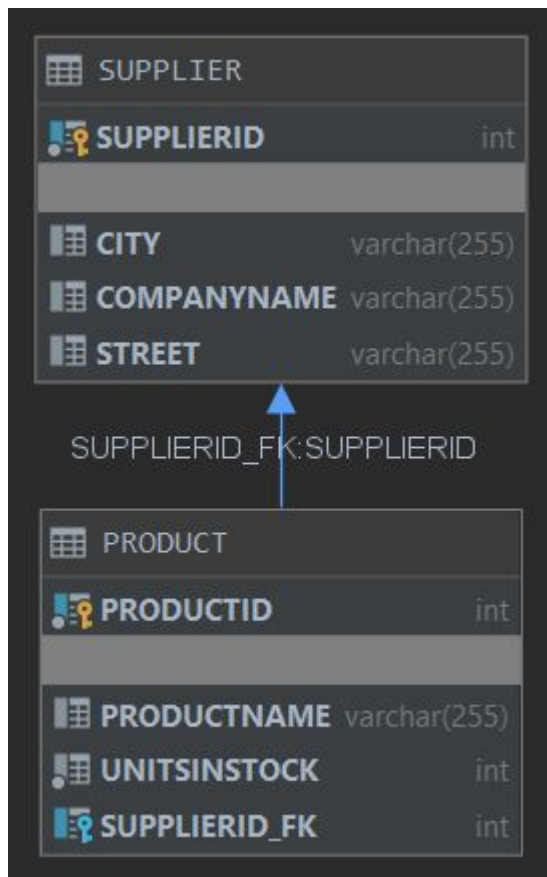 SUPPLIER
SUPPLIERID int
CITY varchar(255)
COMPANYNAME varchar(255)
STREET varchar(255)
SUPPLIERID_FK:SUPPLIERID
PRODUCT
PRODUCTID int
PRODUCTNAME varchar(255)
UNITSINSTOCK int
SUPPLIERID_FK int